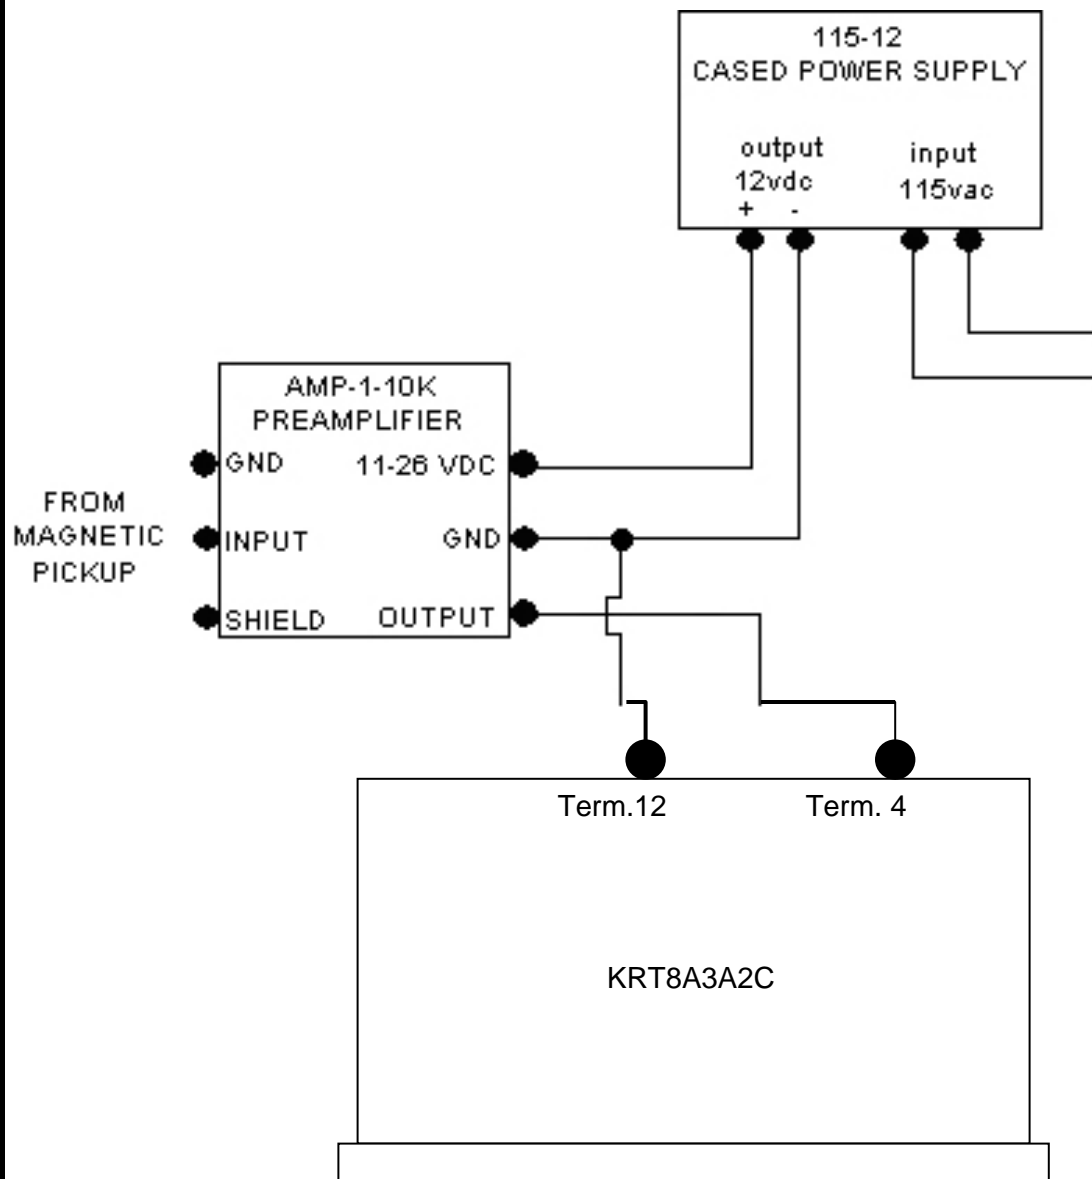 115-12
CASED POWER SUPPLY
output
12vdc
+ -
input
115vac
AMP-1-10K
PREAMPLIFIER
GND
11-26 VDC
FROM
MAGNETIC
PICKUP
INPUT
GND
SHIELD
OUTPUT
Term.12
Term. 4
KRT8A3A2C